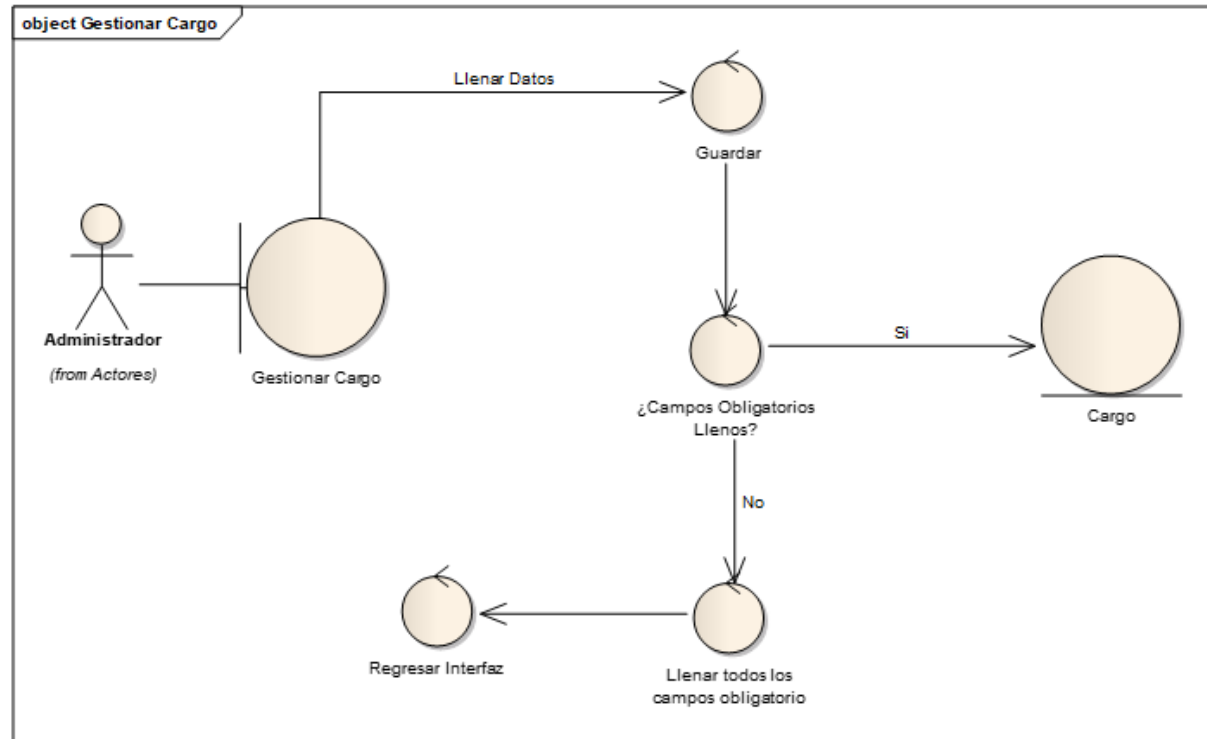 object Gestionar Cargo
Llenar Datos
Guardar
Administrador
(from Actores)
Gestionar Cargo
Si
¿Campos Obligatorios
Llenos?
Cargo
No
Regresar Interfaz
Llenar todos los
campos obligatorio